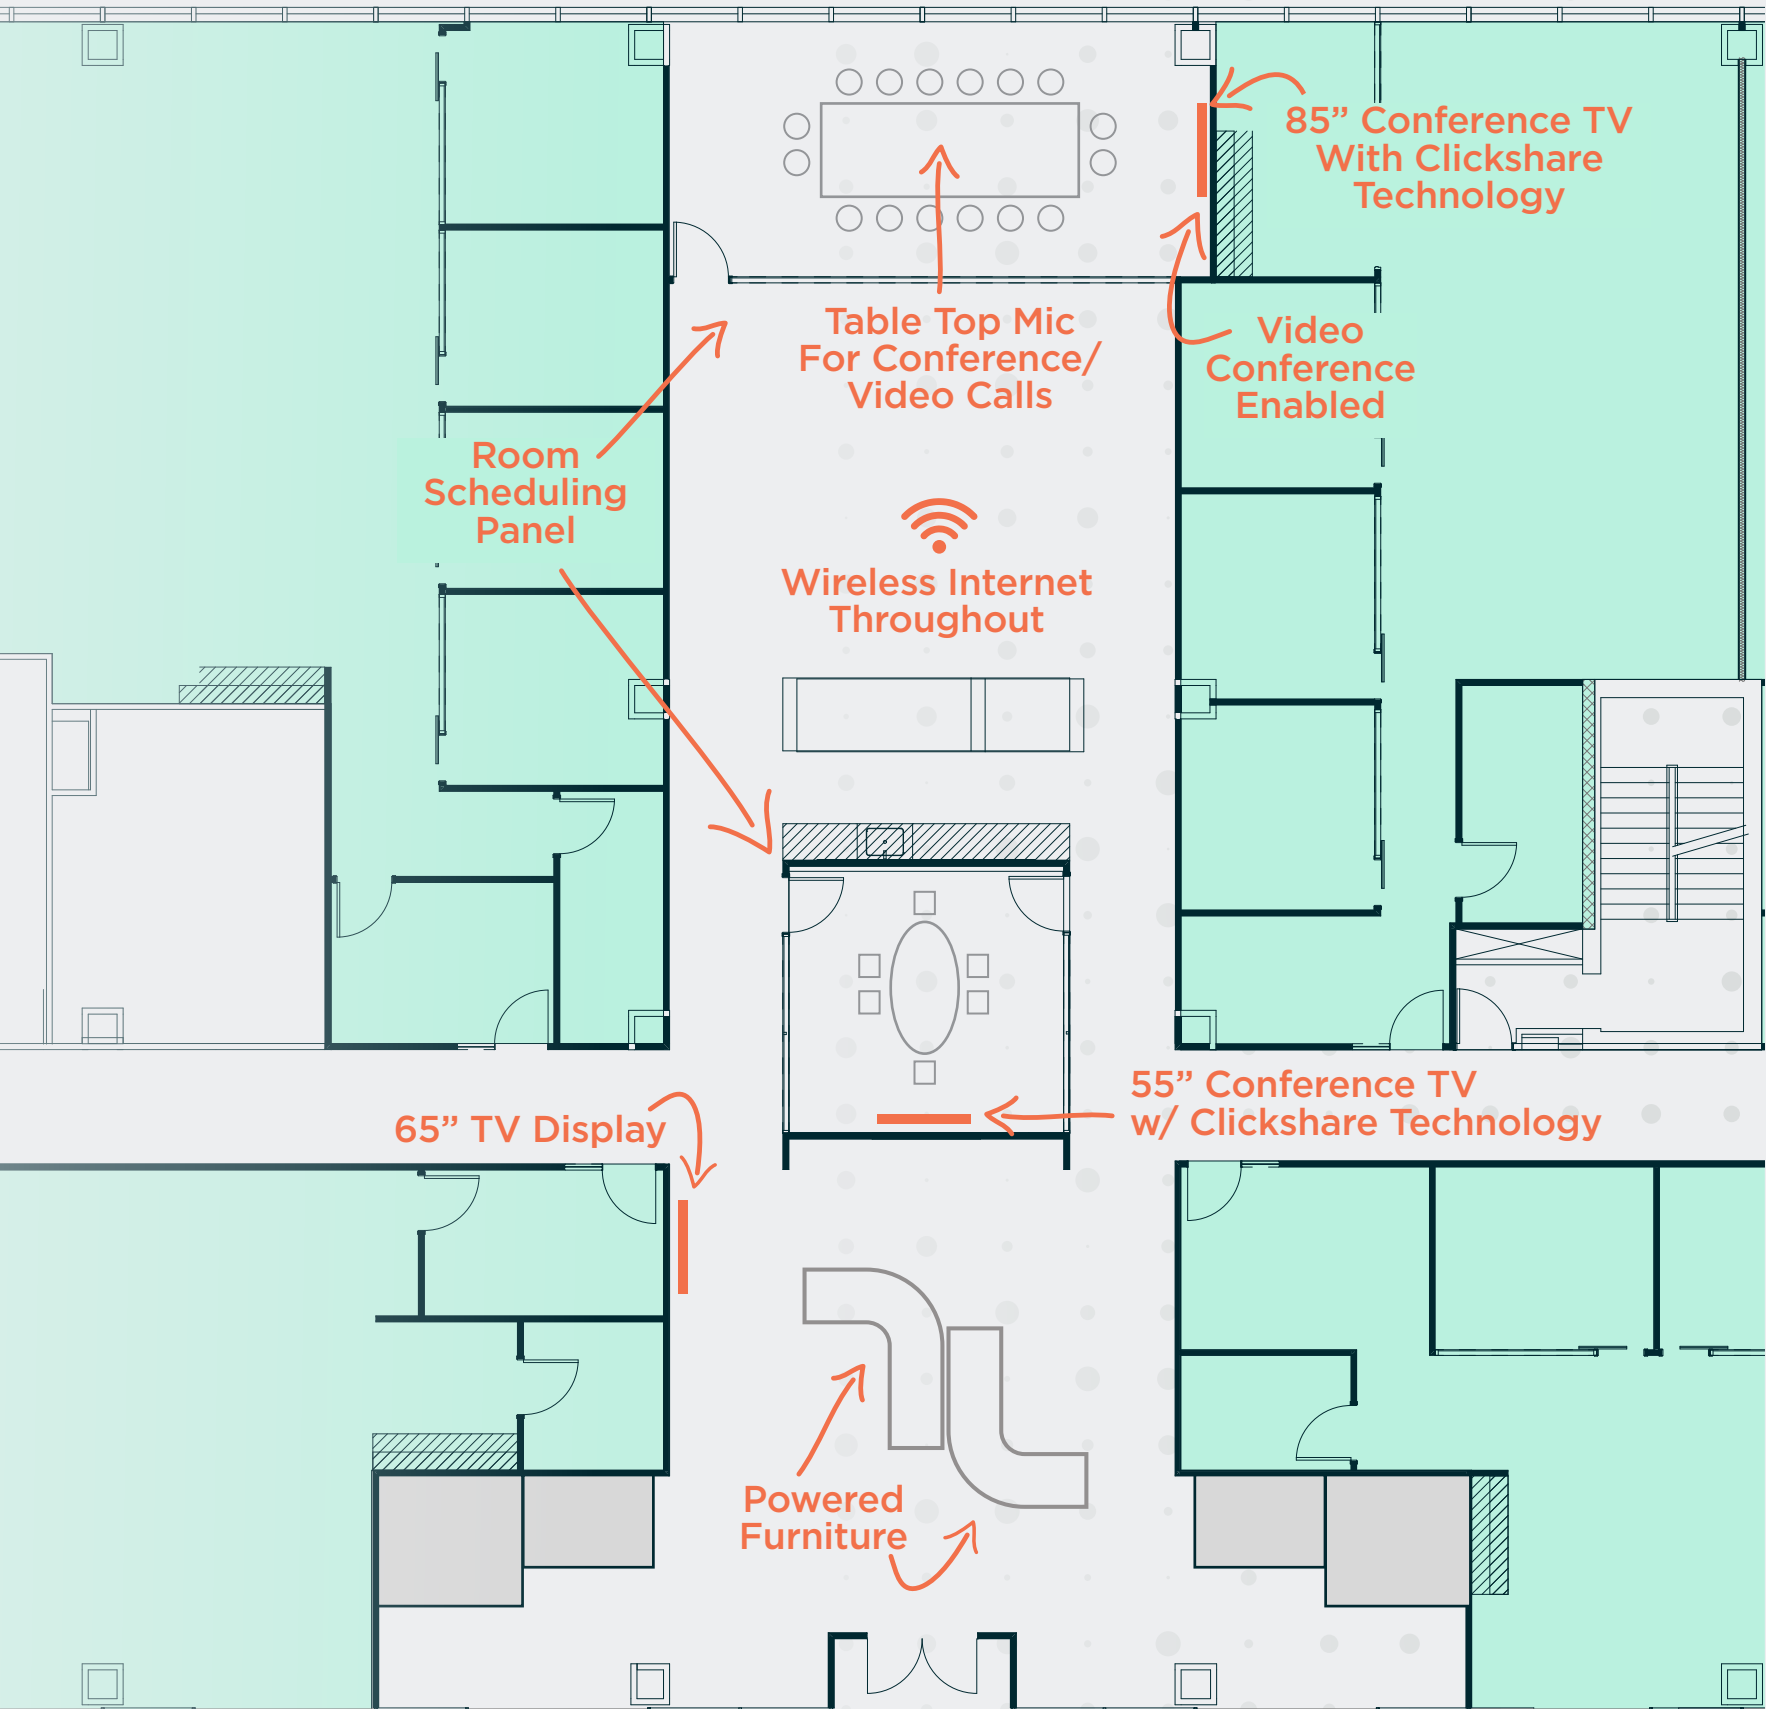 85” Conference TV
With Clickshare
Technology
Table Top Mic
For Conference/
Video Calls
Video
Conference
Enabled
Room
Scheduling
Panel
Wireless Internet
Throughout
55” Conference TV
w/ Clickshare Technology
65” TV Display
Powered
Furniture